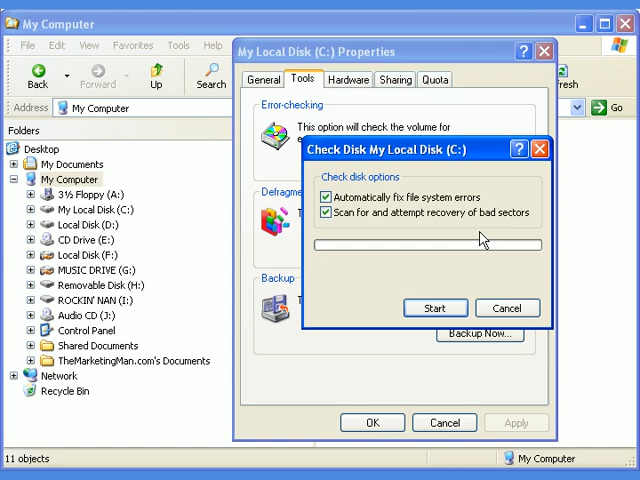 My Computer
File Edit View Favorites Tools Help
Back Forward Up Search
Address My Computer Go
Folders
Desktop
My Documents
My Computer
3½ Floppy (A:)
My Local Disk (C:)
Local Disk (D:)
CD Drive (E:)
Local Disk (F:)
MUSIC DRIVE (G:)
Removable Disk (H:)
ROCKIN' NAN (I:)
Audio CD (J:)
Control Panel
Shared Documents
TheMarketingMan.com's Documents
Network
Recycle Bin
11 objects
My Computer
My Local Disk (C:) Properties
General Tools Hardware Sharing Quota
Error-checking
This option will check the volume for
Backup
Backup Now...
OK Cancel Apply
Check Disk My Local Disk (C:)
Check disk options
Automatically fix file system errors
Scan for and attempt recovery of bad sectors
Start Cancel